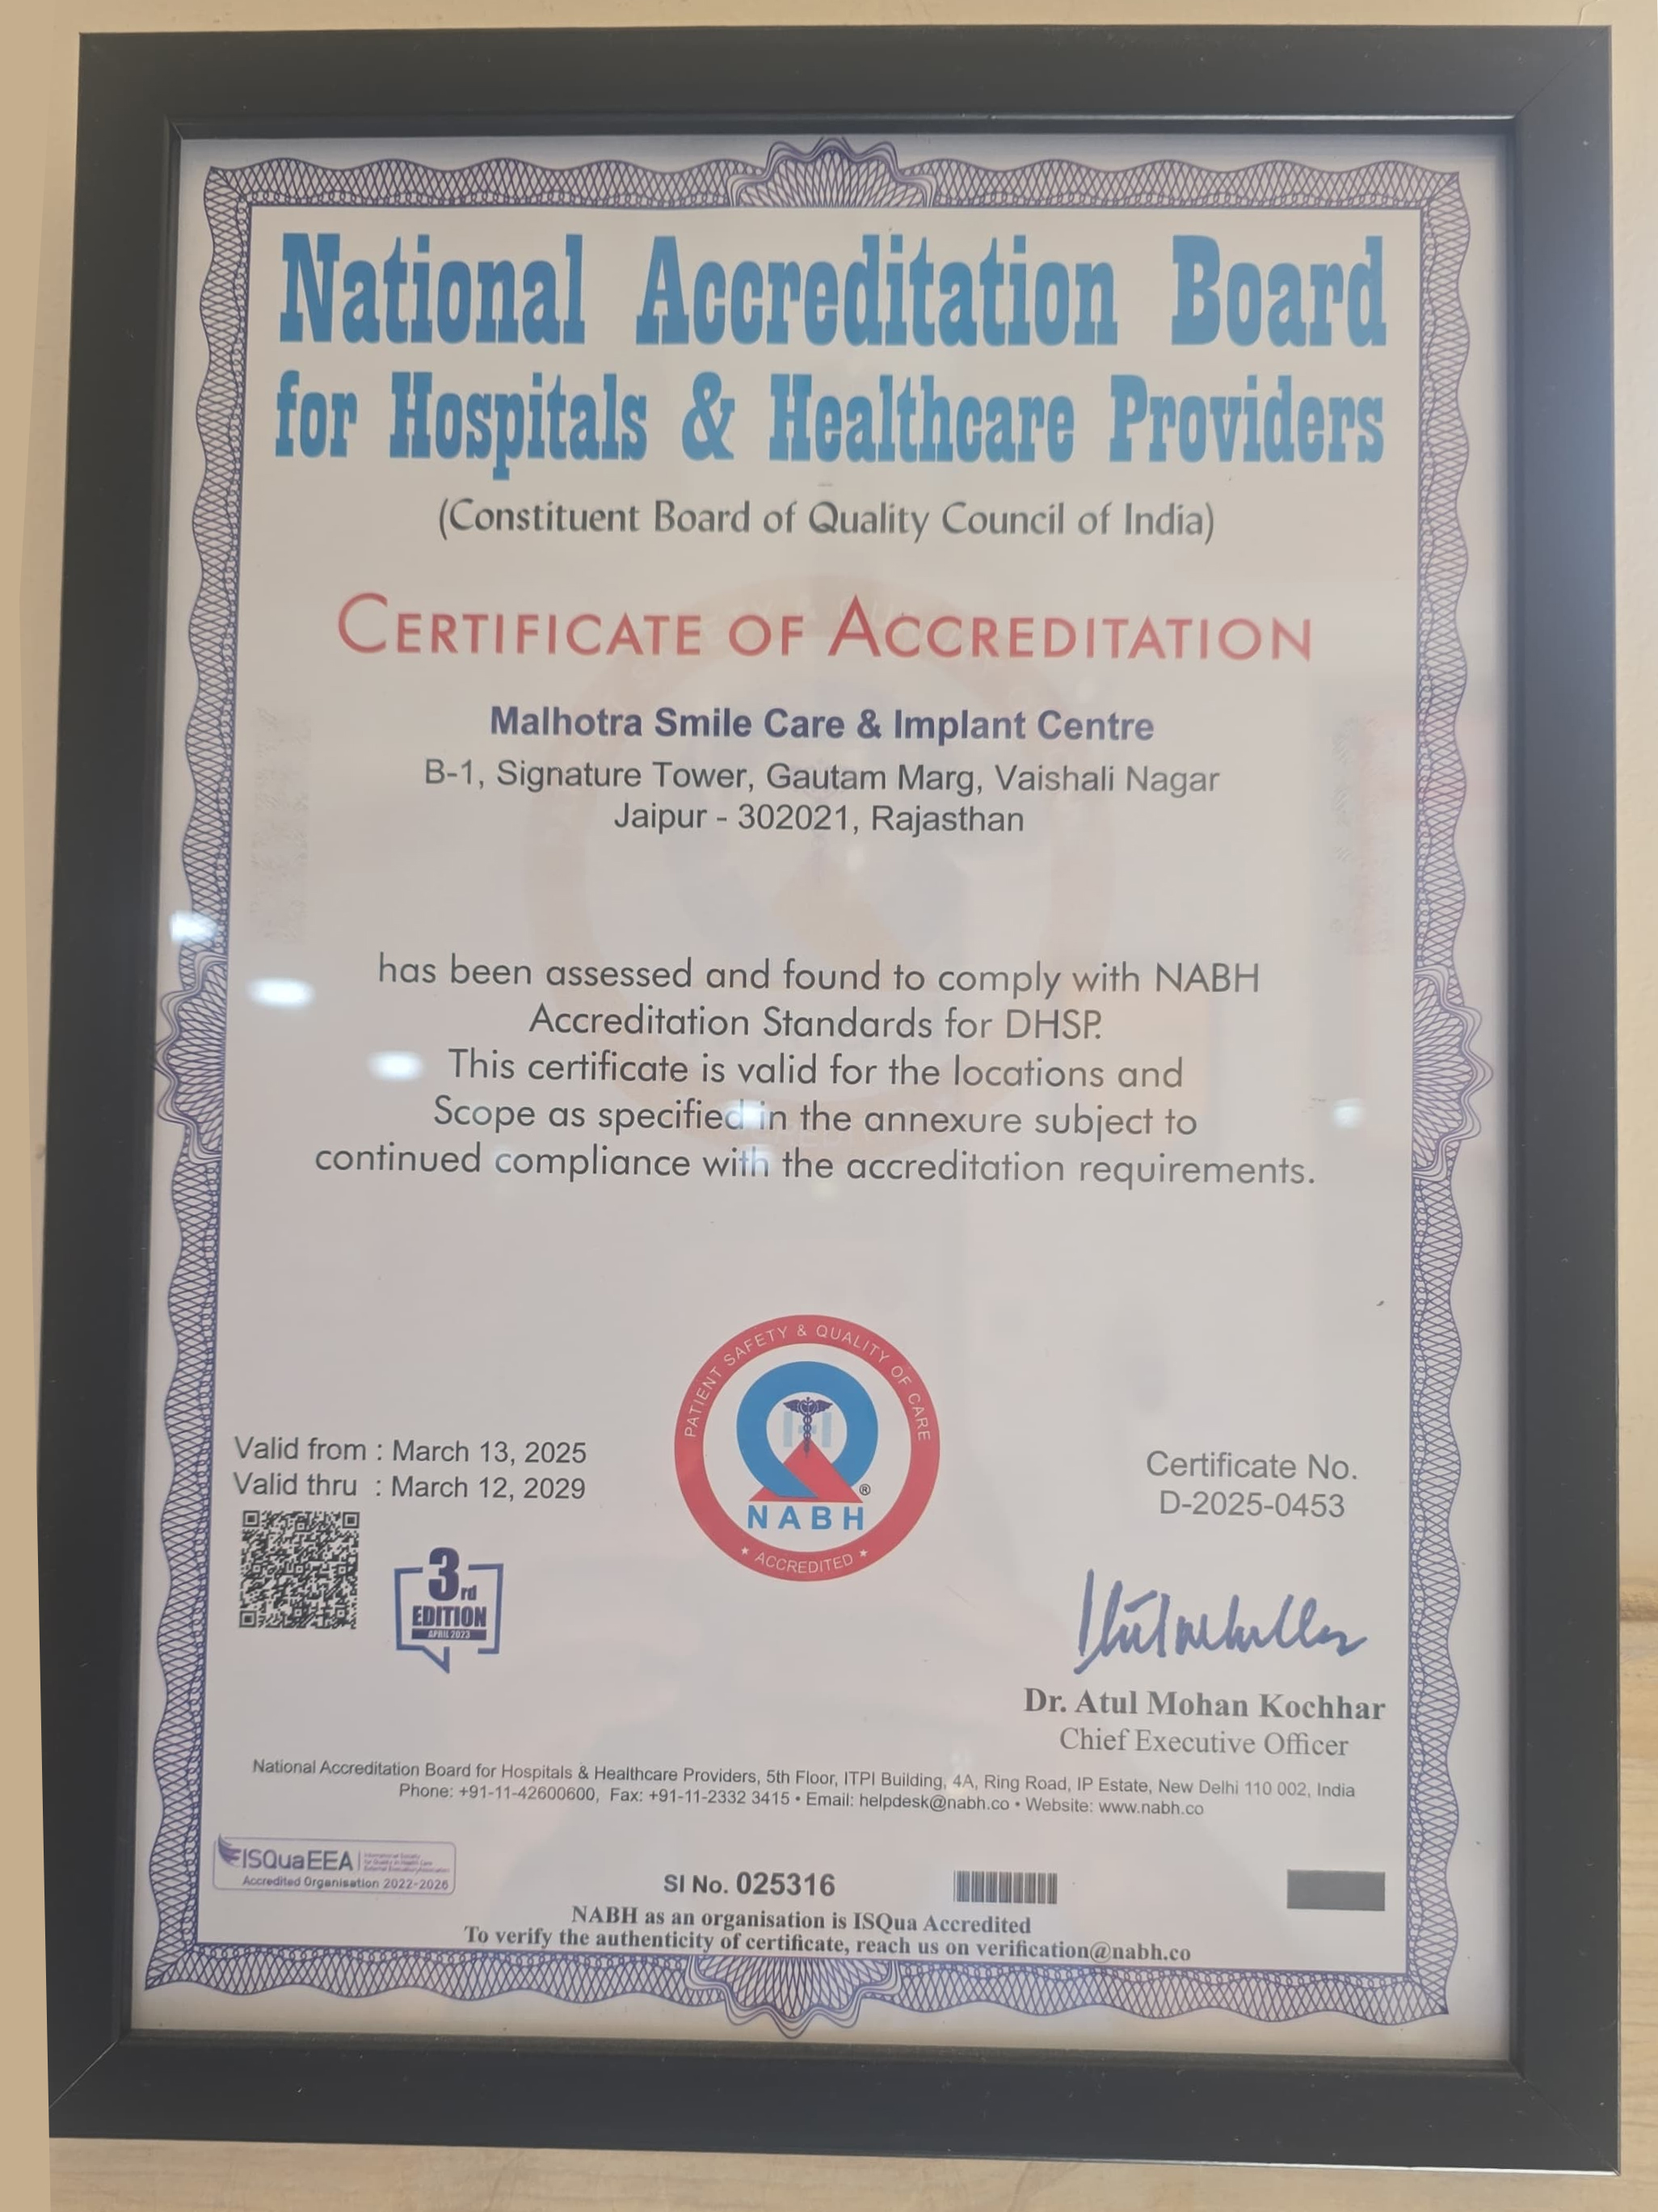 National Accreditation Board
for Hospitals & Healthcare Providers
(Constituent Board of Quality Council of India)
CERTIFICATE OF ACCREDITATION
Malhotra Smile Care & Implant Centre
B-1, Signature Tower, Gautam Marg, Vaishali Nagar
Jaipur - 302021, Rajasthan
has been assessed and found to comply with NABH
Accreditation Standards for DHSP.
This certificate is valid for the locations and
Scope as specified in the annexure subject to
continued compliance with the accreditation requirements.
Valid from : March 13, 2025
Valid thru : March 12, 2029
3rd
EDITION
APRIL 2023
PATIENT SAFETY & QUALITY OF CARE
NABH
®
★ ACCREDITED ★
Certificate No.
D-2025-0453
Dr. Atul Mohan Kochhar
Chief Executive Officer
National Accreditation Board for Hospitals & Healthcare Providers, 5th Floor, ITPI Building, 4A, Ring Road, IP Estate, New Delhi 110 002, India
Phone: +91-11-42600600, Fax: +91-11-2332 3415 • Email: helpdesk@nabh.co • Website: www.nabh.co
ISQuaEEA
Accredited Organisation 2022-2026
SI No. 025316
NABH as an organisation is ISQua Accredited
To verify the authenticity of certificate, reach us on verification@nabh.co